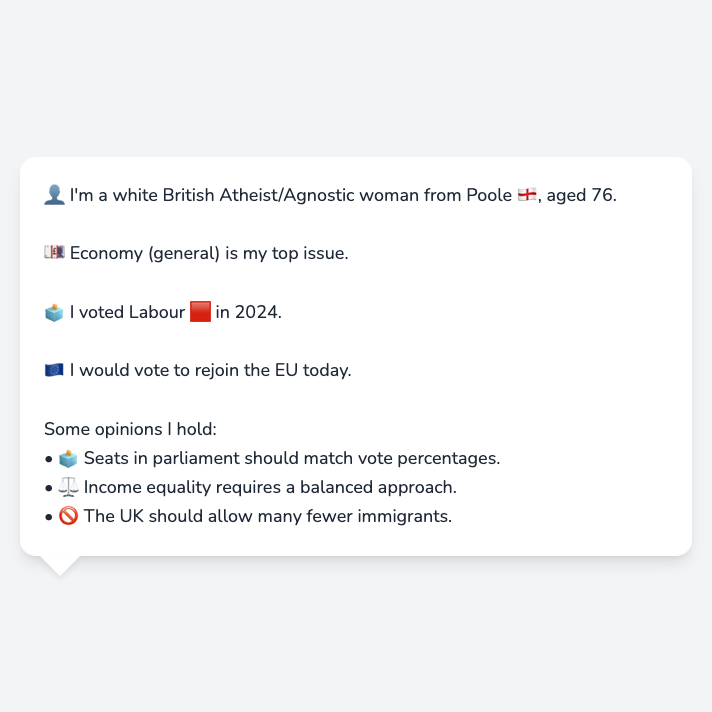 👤 I'm a white British Atheist/Agnostic woman from Poole 🏴󠁧󠁢󠁥󠁮󠁧󠁿, aged 76.
💷 Economy (general) is my top issue.
🗳️ I voted Labour 🟥 in 2024.
🇪🇺 I would vote to rejoin the EU today.
Some opinions I hold:
• 🗳️ Seats in parliament should match vote percentages.
• ⚖️ Income equality requires a balanced approach.
• 🚫 The UK should allow many fewer immigrants.